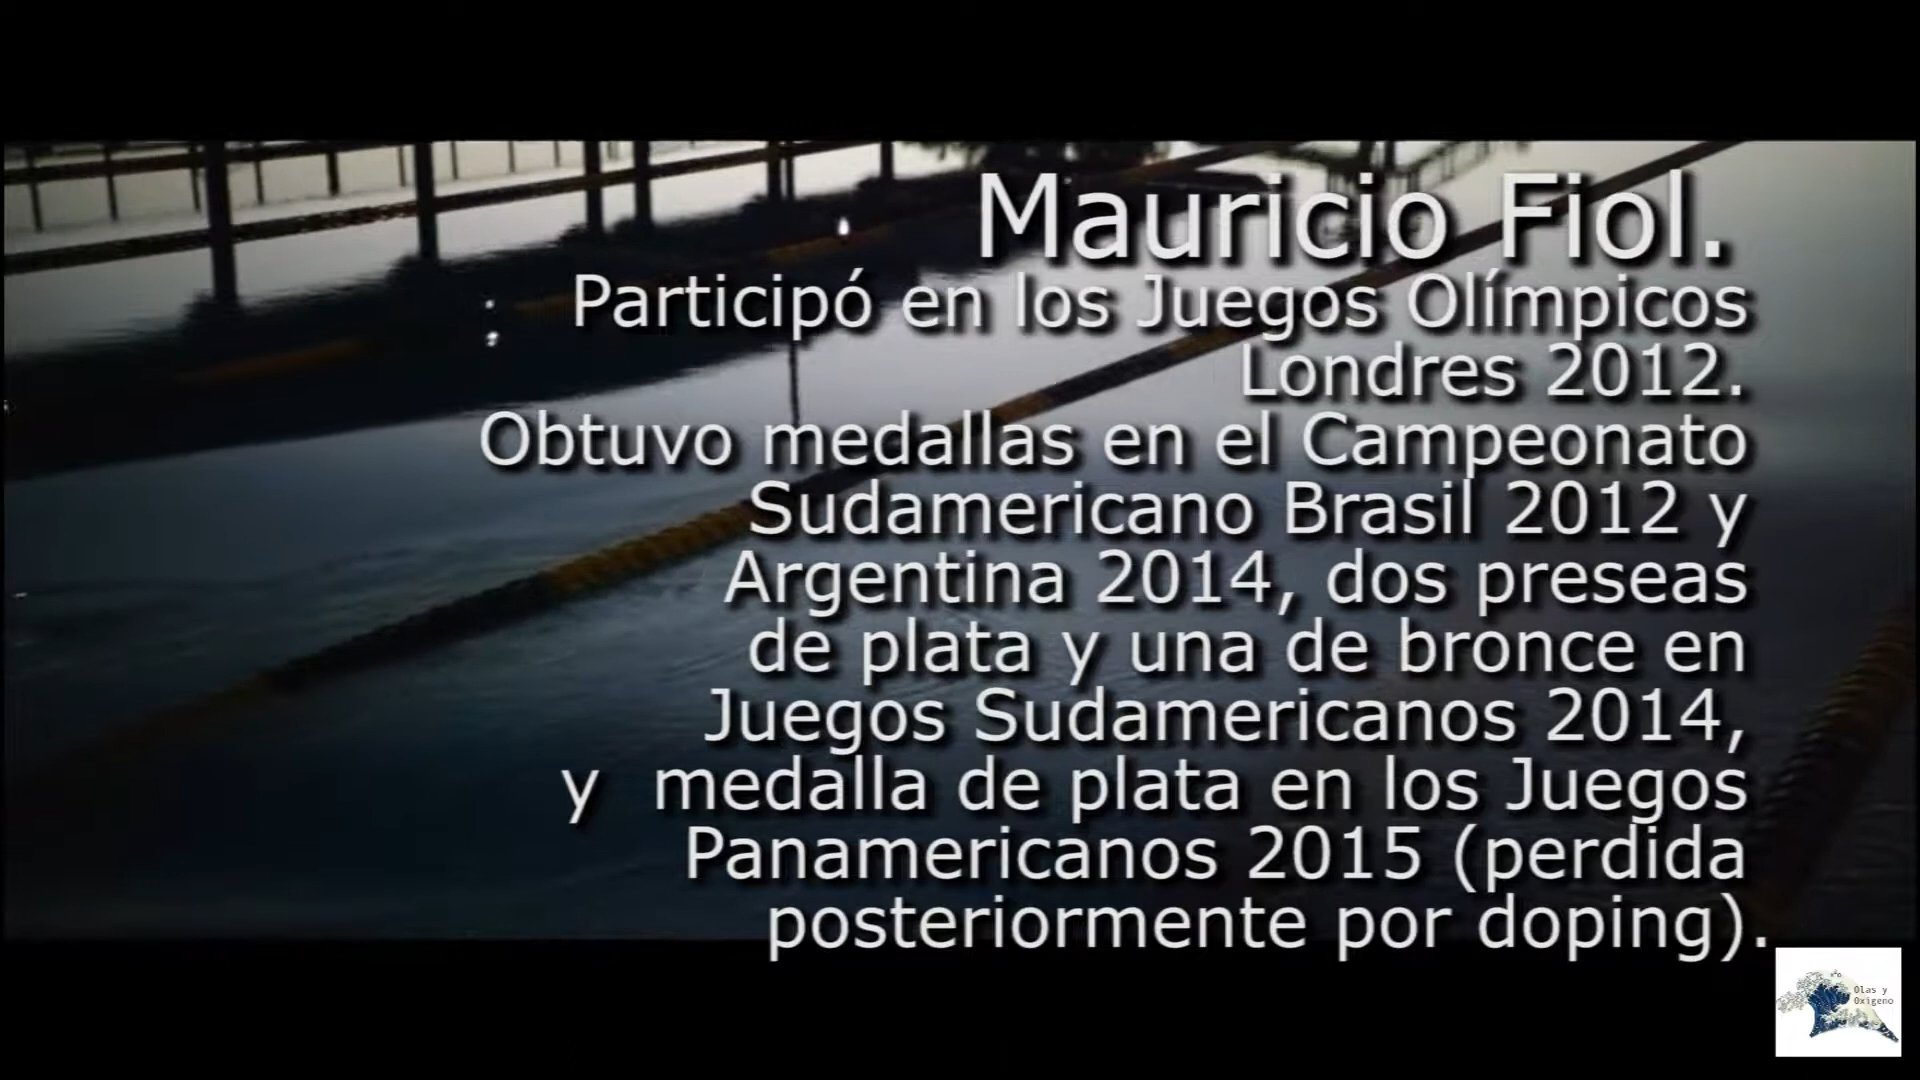 Mauricio Fiol.
Participó en los Juegos Olímpicos
Londres 2012.
Obtuvo medallas en el Campeonato
Sudamericano Brasil 2012 y
Argentina 2014, dos preseas
de plata y una de bronce en
Juegos Sudamericanos 2014,
y medalla de plata en los Juegos
Panamericanos 2015 (perdida
posteriormente por doping).
Olas y
Oxigeno